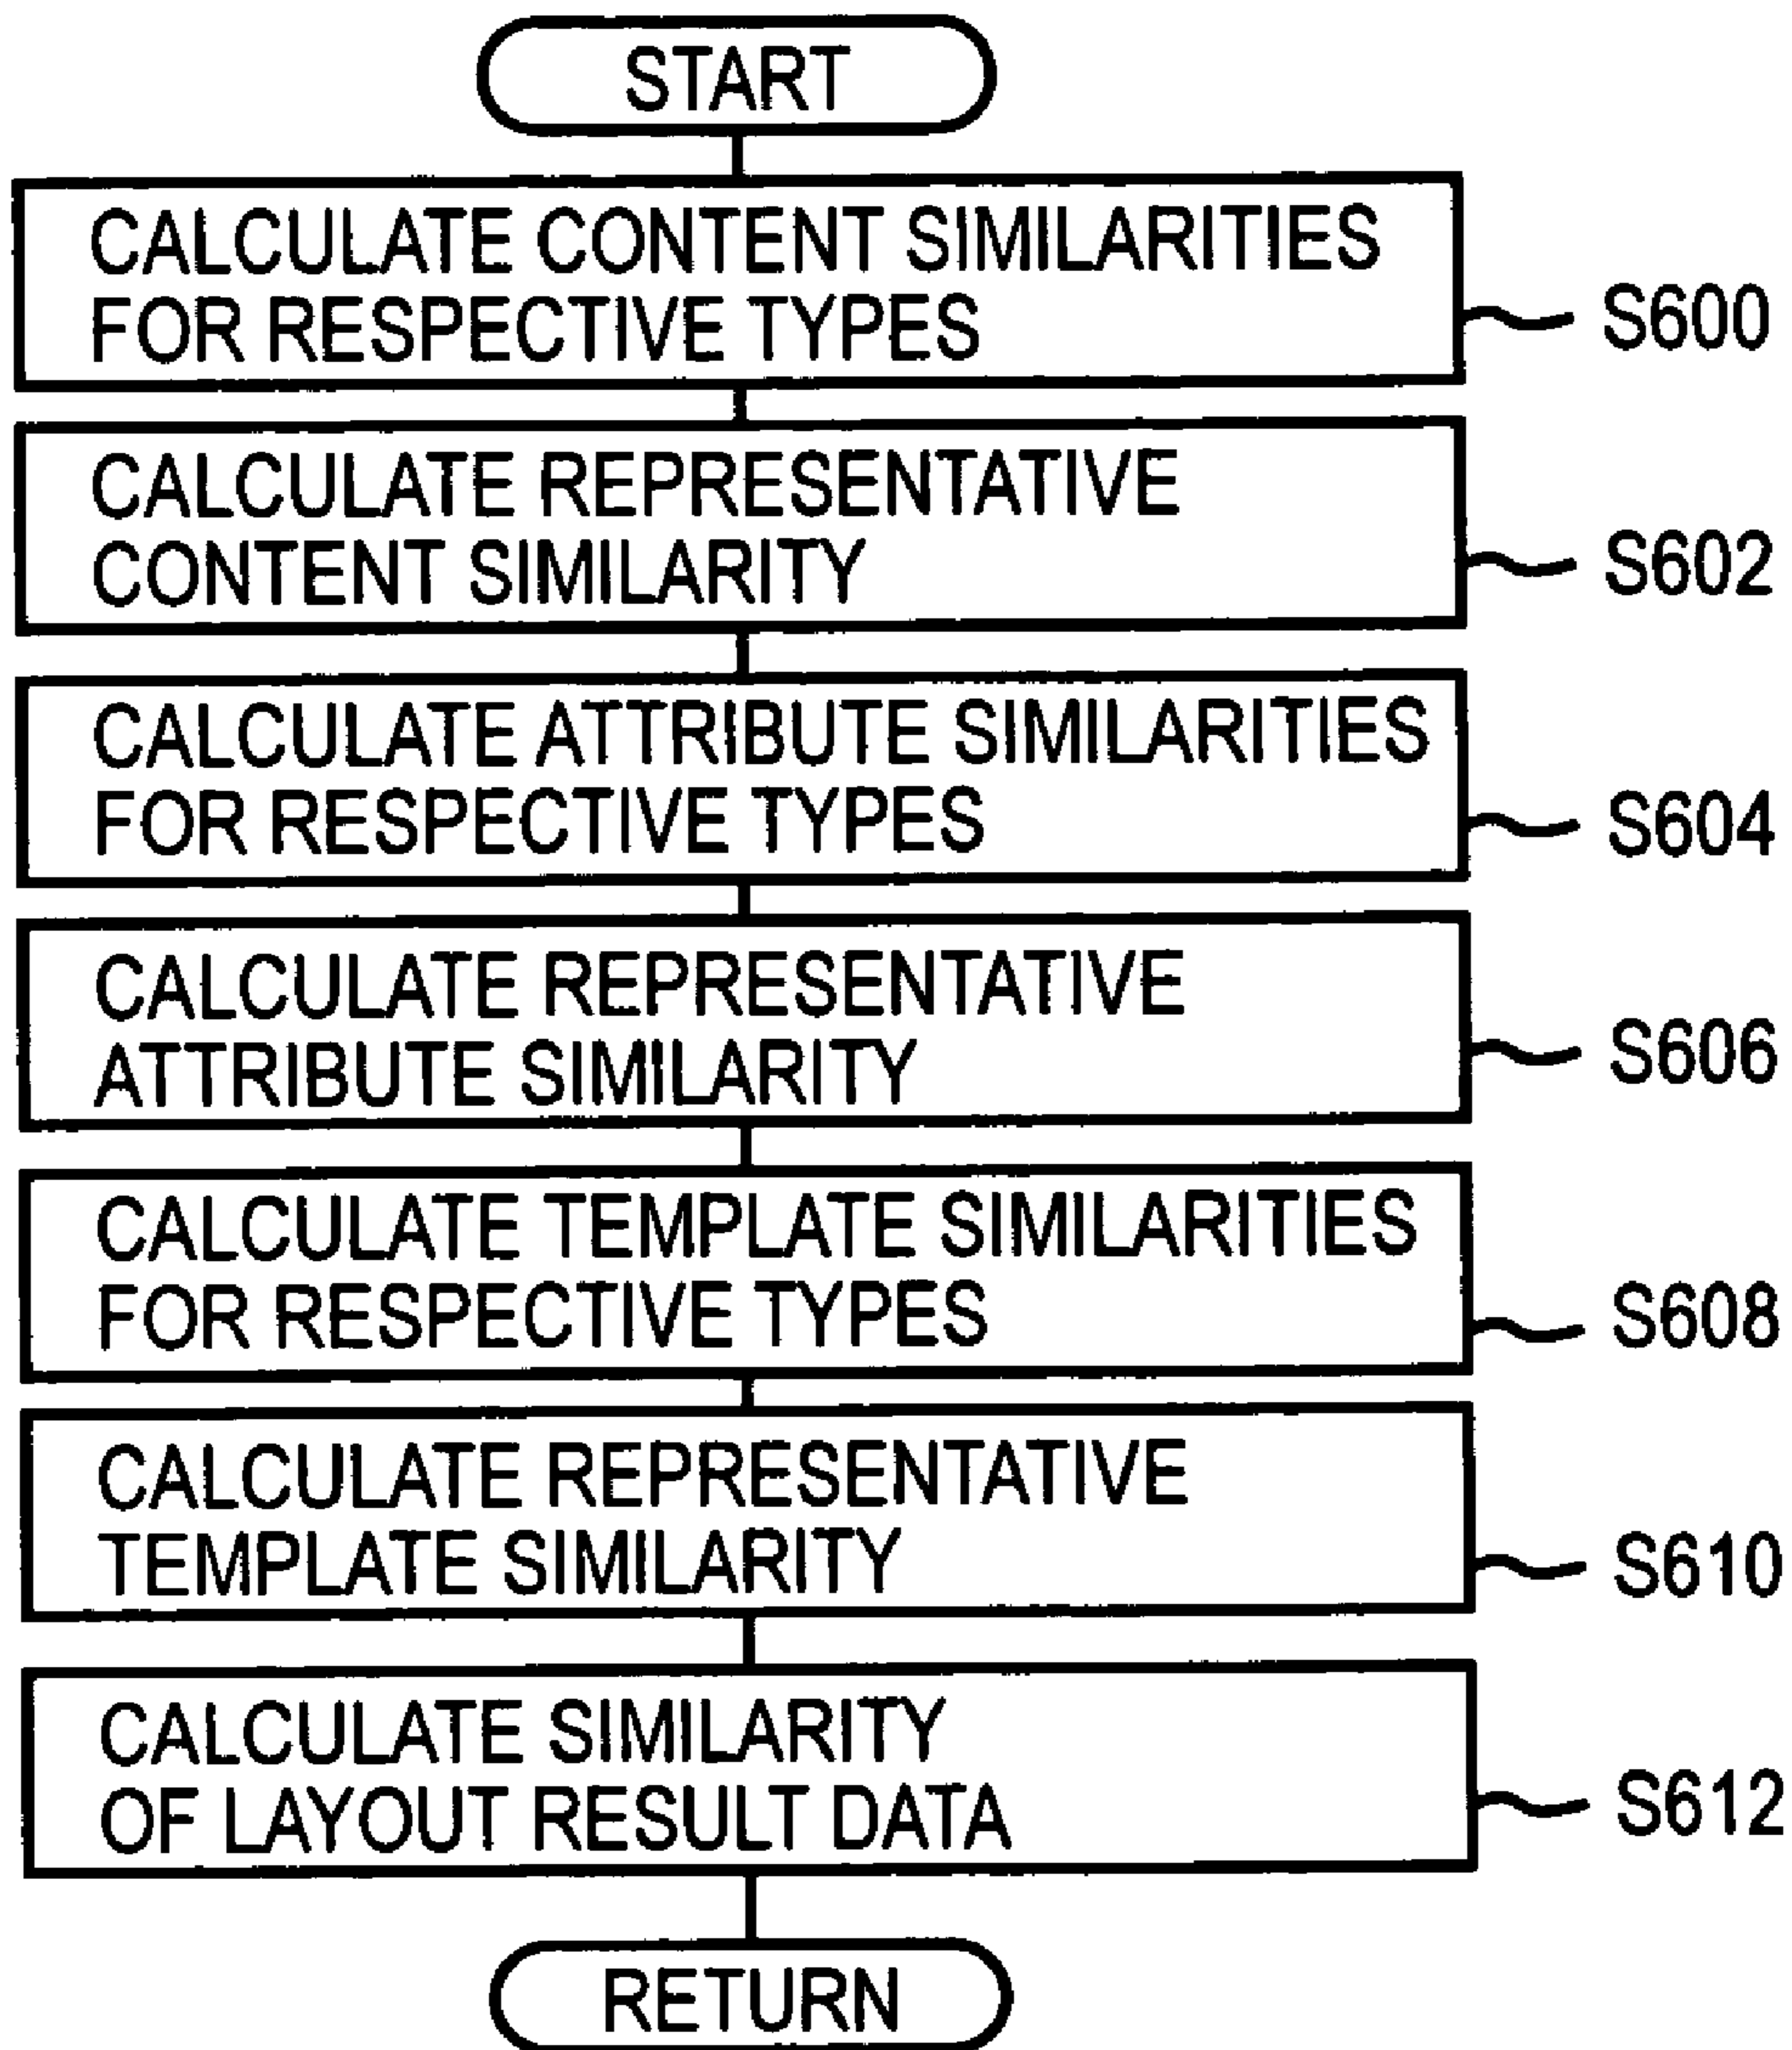 START
CALCULATE CONTENT SIMILARITIES
FOR RESPECTIVE TYPES
S600
CALCULATE REPRESENTATIVE
CONTENT SIMILARITY
S602
CALCULATE ATTRIBUTE SIMILARITIES
FOR RESPECTIVE TYPES
S604
CALCULATE REPRESENTATIVE
ATTRIBUTE SIMILARITY
S606
CALCULATE TEMPLATE SIMILARITIES
FOR RESPECTIVE TYPES
S608
CALCULATE REPRESENTATIVE
TEMPLATE SIMILARITY
S610
CALCULATE SIMILARITY
OF LAYOUT RESULT DATA
S612
RETURN